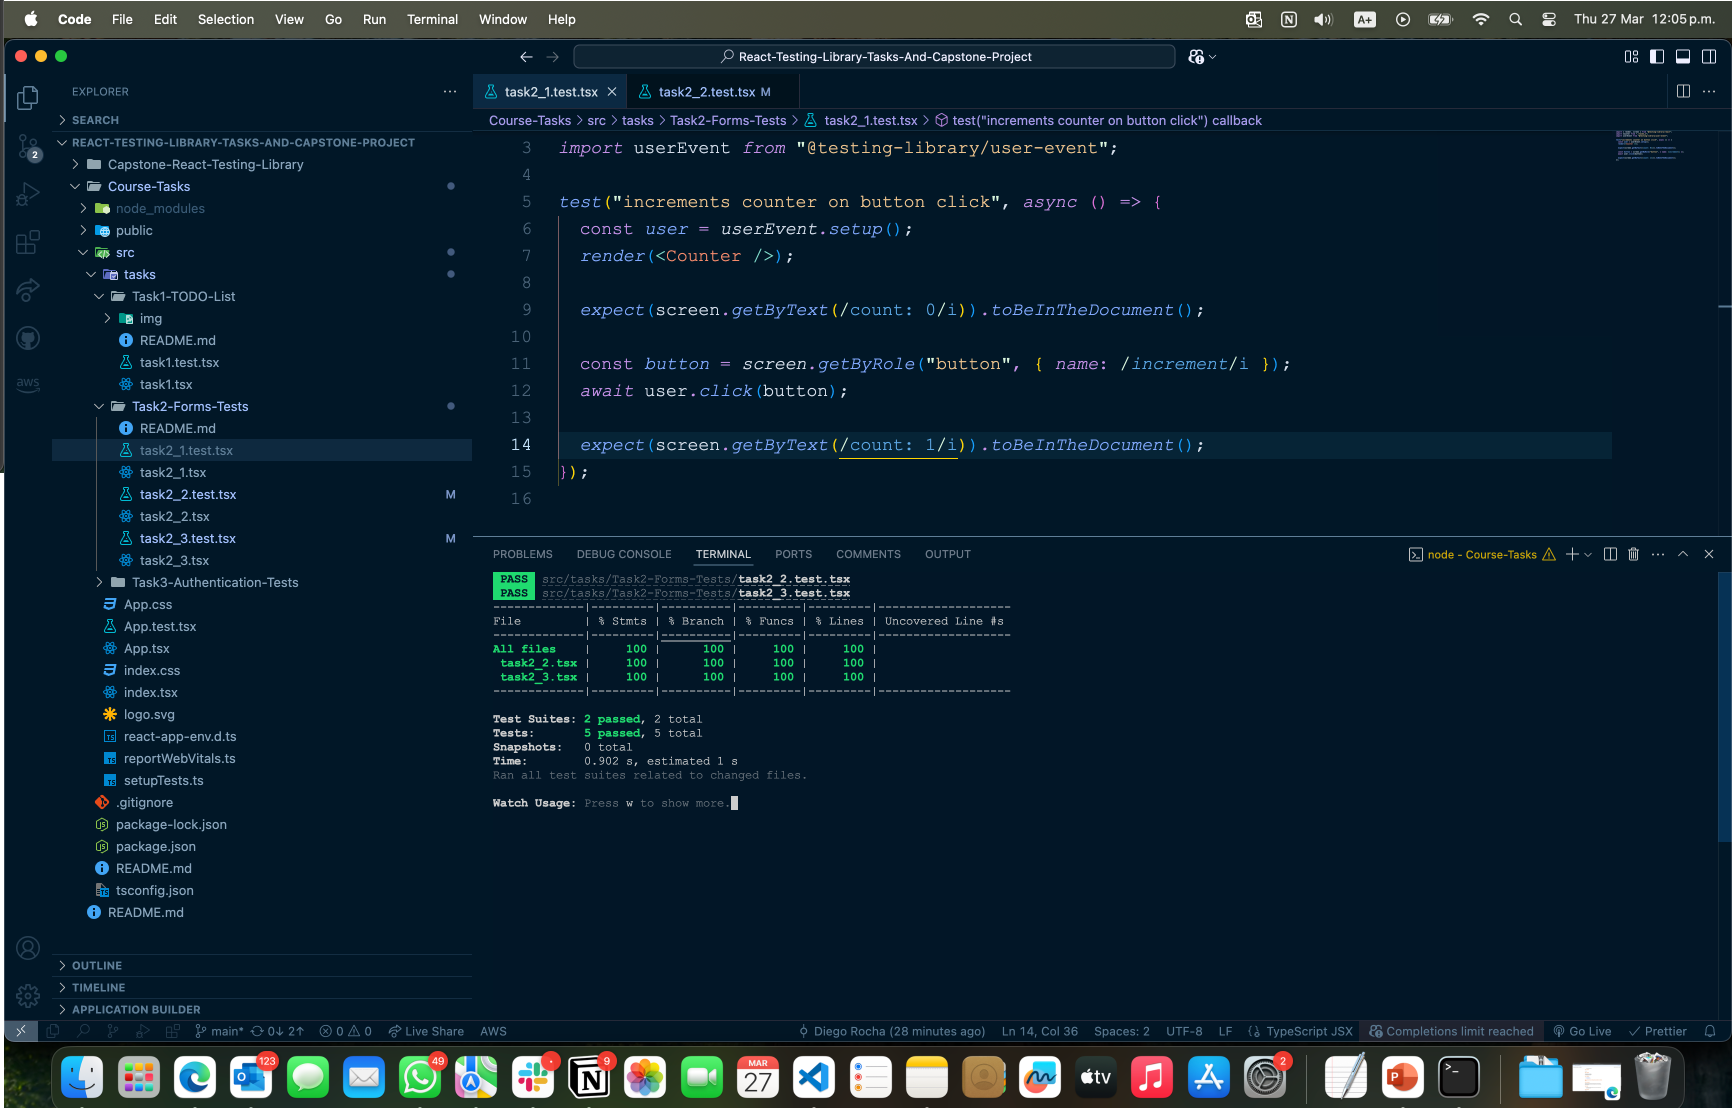 Code File Edit Selection View Go Run Terminal Window Help
A+ Thu 27 Mar 12:05 p.m.
React-Testing-Library-Tasks-And-Capstone-Project
EXPLORER
SEARCH
REACT-TESTING-LIBRARY-TASKS-AND-CAPSTONE-PROJECT
Capstone-React-Testing-Library
Course-Tasks
node_modules
public
src
tasks
Task1-TODO-List
img
README.md
task1.test.tsx
task1.tsx
Task2-Forms-Tests
README.md
task2_1.test.tsx
task2_1.tsx
task2_2.test.tsx M
task2_2.tsx
task2_3.test.tsx M
task2_3.tsx
Task3-Authentication-Tests
App.css
App.test.tsx
App.tsx
index.css
index.tsx
logo.svg
react-app-env.d.ts
reportWebVitals.ts
setupTests.ts
.gitignore
package-lock.json
package.json
README.md
tsconfig.json
README.md
OUTLINE
TIMELINE
APPLICATION BUILDER
2
aws
task2_1.test.tsx task2_2.test.tsx M
Course-Tasks > src > tasks > Task2-Forms-Tests > task2_1.test.tsx > test("increments counter on button click") callback
3 import userEvent from "@testing-library/user-event";
4
5 test("increments counter on button click", async () => {
6 const user = userEvent.setup();
7 render(<Counter />);
8
9 expect(screen.getByText(/count: 0/i)).toBeInTheDocument();
10
11 const button = screen.getByRole("button", { name: /increment/i });
12 await user.click(button);
13
14 expect(screen.getByText(/count: 1/i)).toBeInTheDocument();
15 });
16
PROBLEMS DEBUG CONSOLE TERMINAL PORTS COMMENTS OUTPUT
node - Course-Tasks
PASS src/tasks/Task2-Forms-Tests/task2_2.test.tsx
PASS src/tasks/Task2-Forms-Tests/task2_3.test.tsx
-------------|---------|----------|---------|---------|-------------------
File | % Stmts | % Branch | % Funcs | % Lines | Uncovered Line #s
-------------|---------|----------|---------|---------|-------------------
All files | 100 | 100 | 100 | 100 |
task2_2.tsx | 100 | 100 | 100 | 100 |
task2_3.tsx | 100 | 100 | 100 | 100 |
-------------|---------|----------|---------|---------|-------------------
Test Suites: 2 passed, 2 total
Tests: 5 passed, 5 total
Snapshots: 0 total
Time: 0.902 s, estimated 1 s
Ran all test suites related to changed files.
Watch Usage: Press w to show more.
main* 0↓ 2↑ 0 0 Live Share AWS
Diego Rocha (28 minutes ago) Ln 14, Col 36 Spaces: 2 UTF-8 LF TypeScript JSX Completions limit reached Go Live Prettier
123 49 9 MAR 27 tv 2